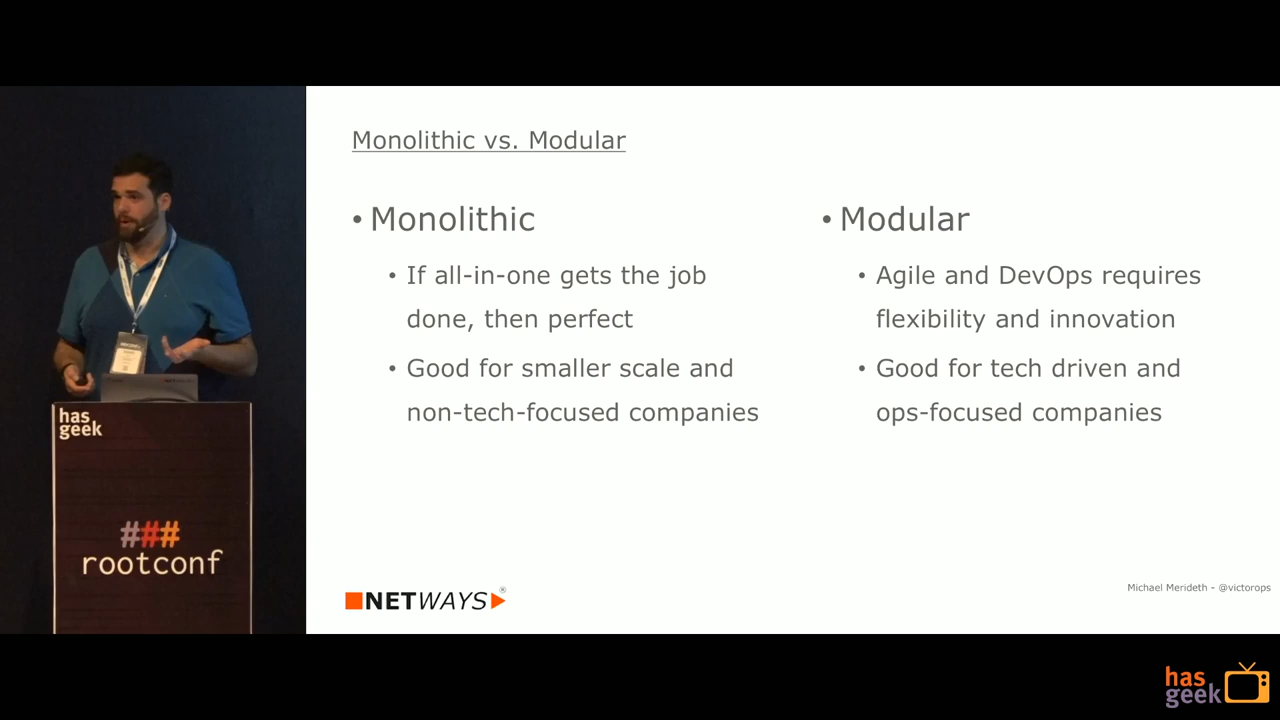 Monolithic vs. Modular
• Monolithic
• If all-in-one gets the job
done, then perfect
• Good for smaller scale and
non-tech-focused companies
• Modular
• Agile and DevOps requires
flexibility and innovation
• Good for tech driven and
ops-focused companies
NETWAYS®
Michael Merideth - @victorops
has
geek
###
rootconf
has
geek